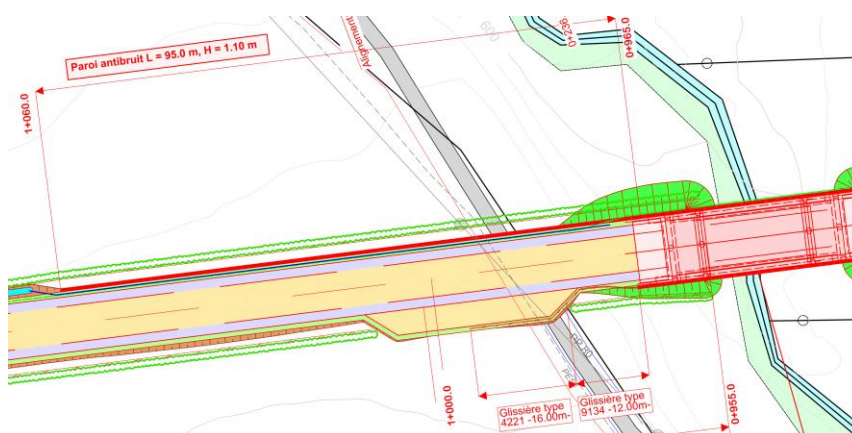 Paroi antibruit L = 95.0 m, H = 1.10 m
Alignement
600
0+236
0+965.0
1+060.0
1+000.0
Glissière type
4221 -16.00m-
Glissière type
9134 -12.00m-
0+955.0